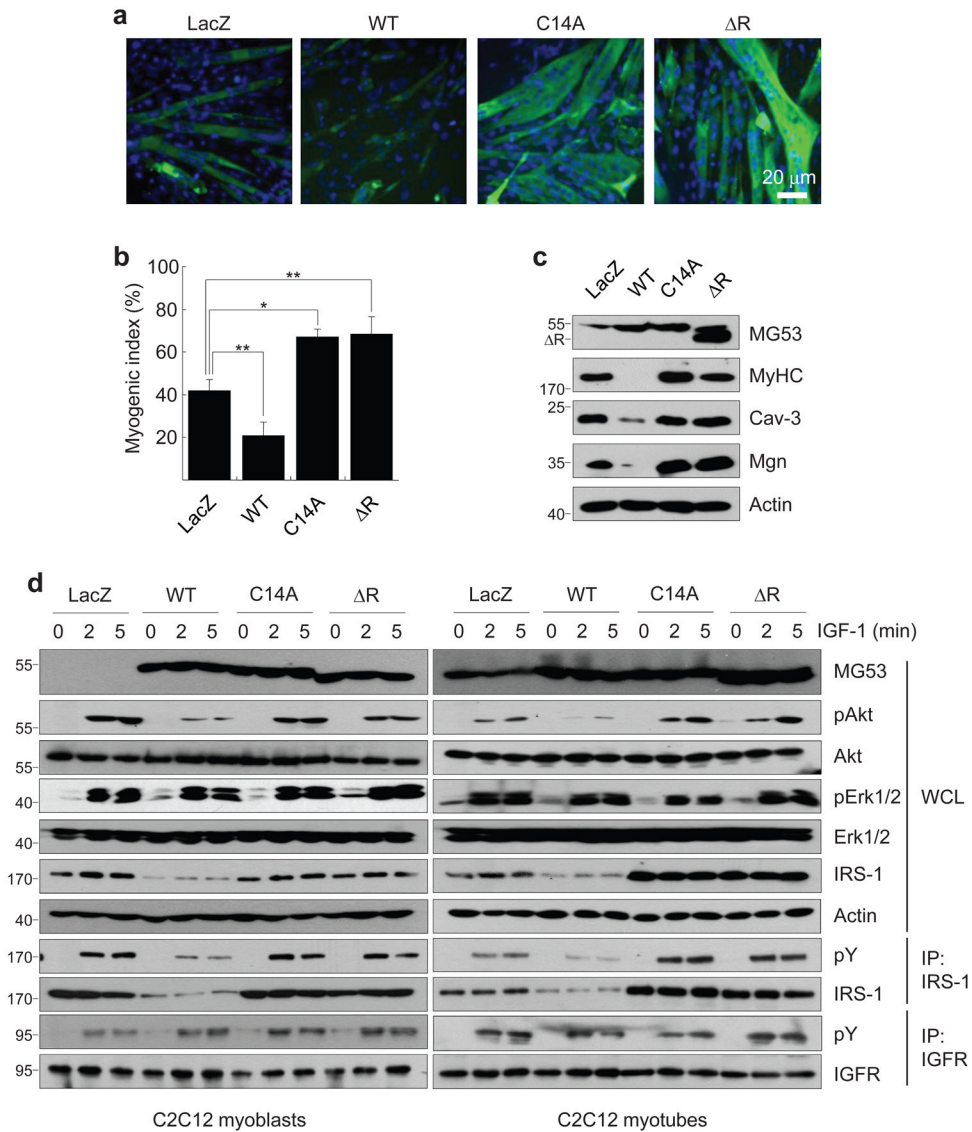 a
LacZ WT C14A ΔR
20 μm
b
Myogenic index (%)
100
80
60
40
20
** 
*
**
LacZ WT C14A ΔR
c
LacZ WT C14A ΔR
55
ΔR
MG53
170
MyHC
25
Cav-3
35
Mgn
40
Actin
d
LacZ WT C14A ΔR LacZ WT C14A ΔR
0 2 5 0 2 5 0 2 5 0 2 5 0 2 5 0 2 5 0 2 5 0 2 5 IGF-1 (min)
55 MG53
55 pAkt
55 Akt
40 pErk1/2
40 Erk1/2
170 IRS-1
40 Actin
WCL
170 pY
170 IRS-1
IP:
IRS-1
95 pY
95 IGFR
IP:
IGFR
C2C12 myoblasts C2C12 myotubes